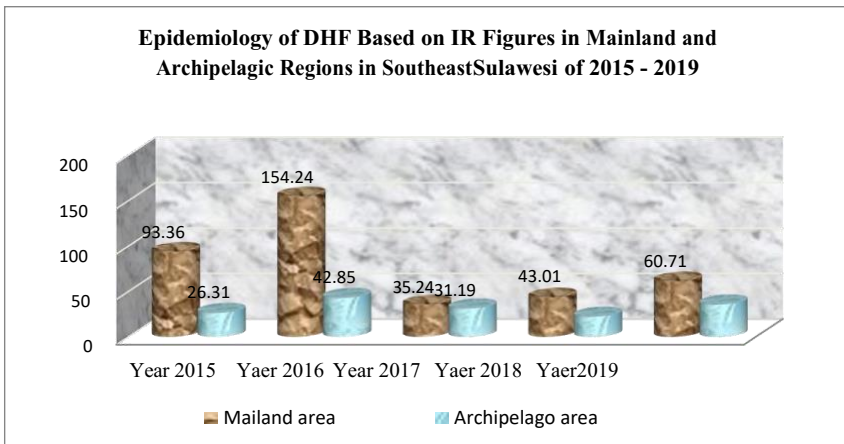 Epidemiology of DHF Based on IR Figures in Mainland and
Archipelagic Regions in SoutheastSulawesi of 2015 - 2019
200
150
100
50
0
93.36
26.31
154.24
42.85
35.24
31.19
43.01
60.71
Year 2015
Yaer 2016
Year 2017
Yaer 2018
Yaer2019
Mailand area
Archipelago area